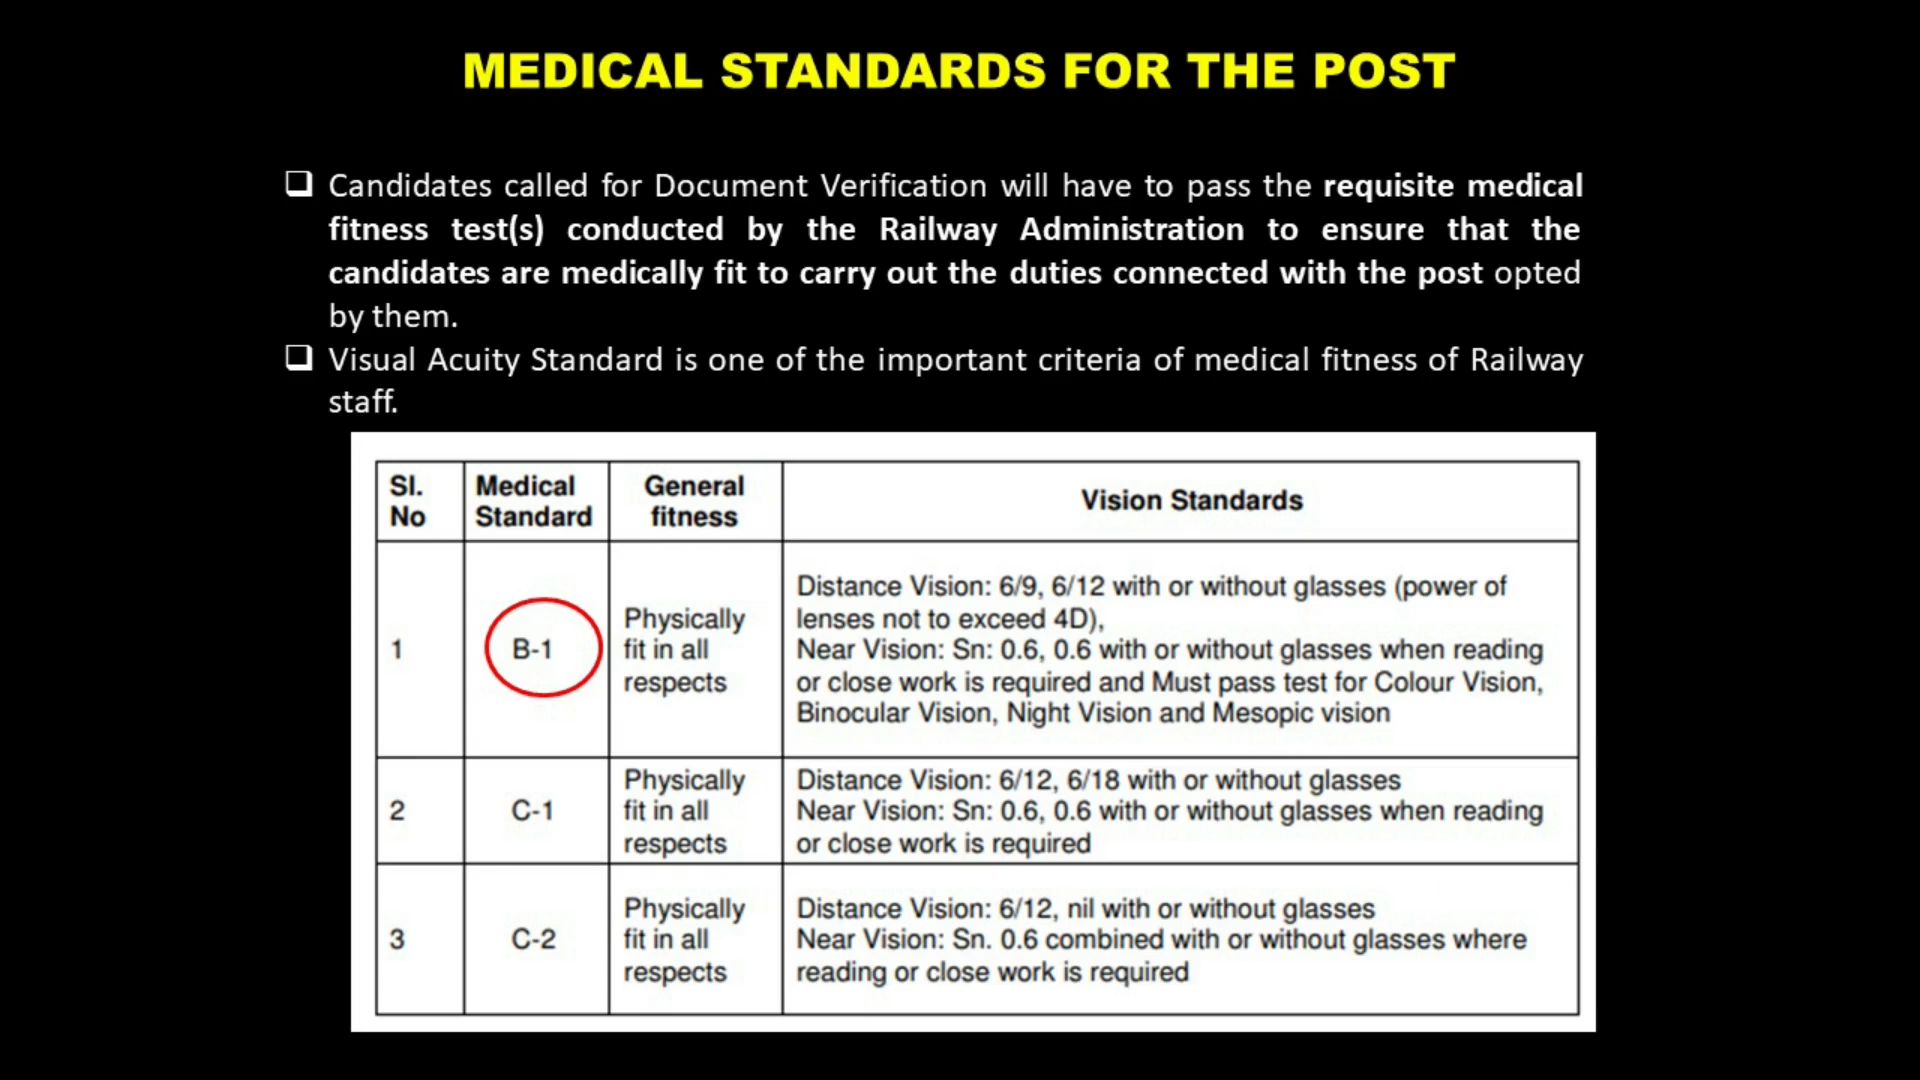 MEDICAL STANDARDS FOR THE POST
Candidates called for Document Verification will have to pass the requisite medical
fitness test(s) conducted by the Railway Administration to ensure that the
candidates are medically fit to carry out the duties connected with the post opted
by them.
Visual Acuity Standard is one of the important criteria of medical fitness of Railway
staff.
Sl. No
Medical Standard
General fitness
Vision Standards
1
B-1
Physically
fit in all
respects
Distance Vision: 6/9, 6/12 with or without glasses (power of
lenses not to exceed 4D),
Near Vision: Sn: 0.6, 0.6 with or without glasses when reading
or close work is required and Must pass test for Colour Vision,
Binocular Vision, Night Vision and Mesopic vision
2
C-1
Physically
fit in all
respects
Distance Vision: 6/12, 6/18 with or without glasses
Near Vision: Sn: 0.6, 0.6 with or without glasses when reading
or close work is required
3
C-2
Physically
fit in all
respects
Distance Vision: 6/12, nil with or without glasses
Near Vision: Sn. 0.6 combined with or without glasses where
reading or close work is required